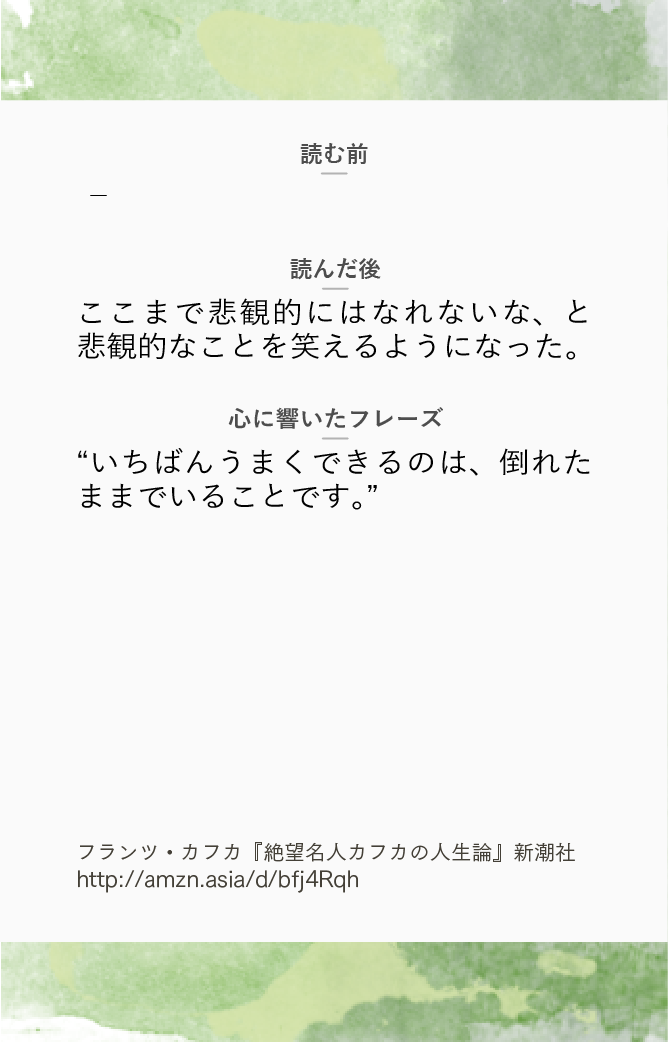 読む前
—
読んだ後
ここまで悲観的にはなれないな、と
悲観的なことを笑えるようになった。
心に響いたフレーズ
“いちばんうまくできるのは、倒れた
ままでいることです。”
フランツ・カフカ『絶望名人カフカの人生論』新潮社
http://amzn.asia/d/bfj4Rqh